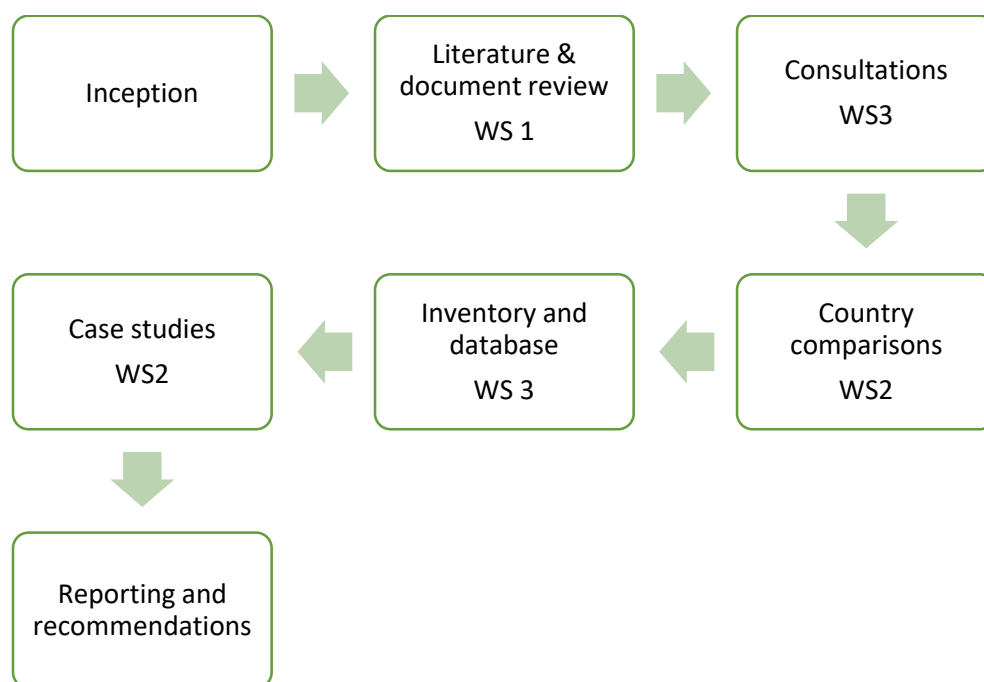 Inception
Literature &
document review
WS 1
Consultations
WS3
Case studies
WS2
Inventory and
database
WS 3
Country
comparisons
WS2
Reporting and
recommendations